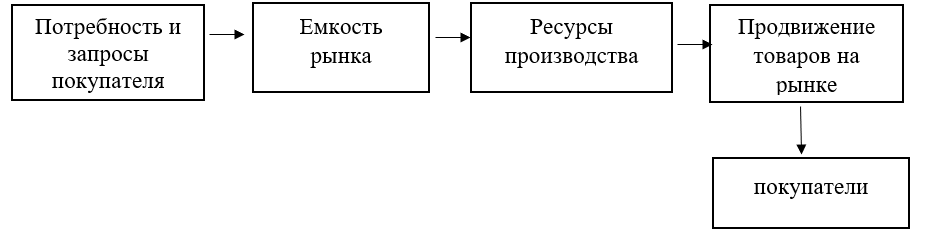 Потребность и
запросы
покупателя
Емкость
рынка
Ресурсы
производства
Продвижение
товаров на
рынке
покупатели